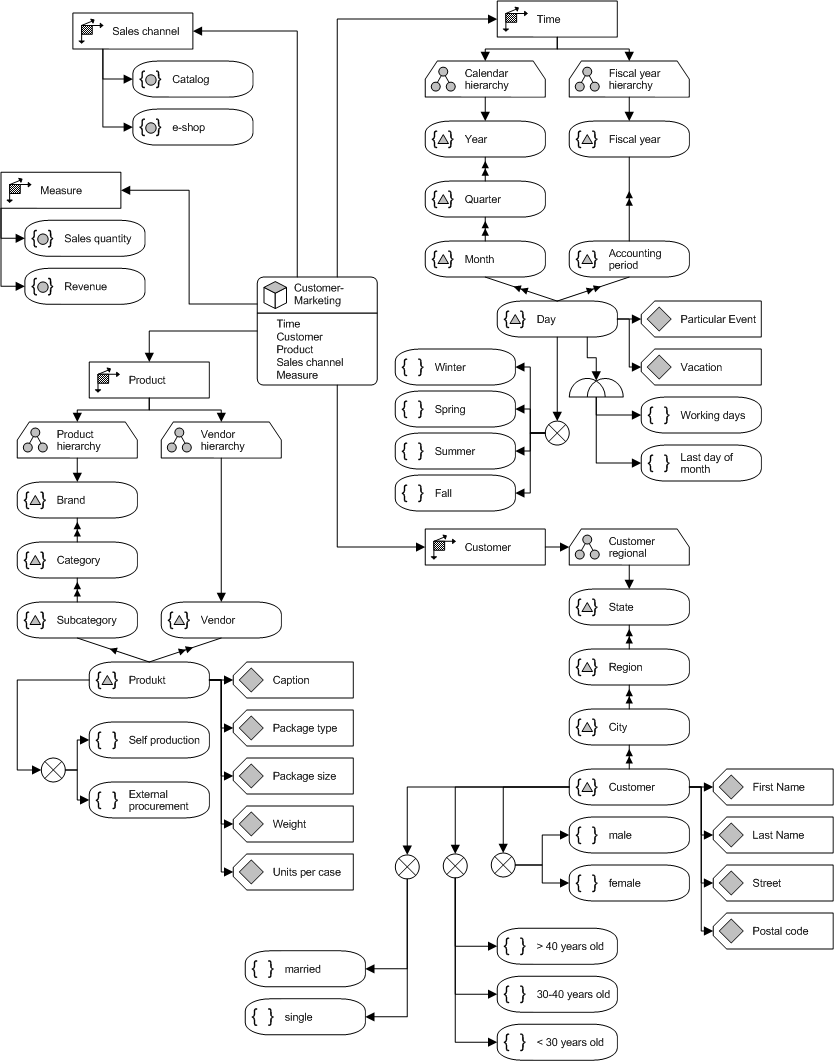 Sales channel
Catalog
e-shop
Measure
Sales quantity
Revenue
Customer-
Marketing
Time
Customer
Product
Sales channel
Measure
Time
Calendar
hierarchy
Fiscal year
hierarchy
Year
Fiscal year
Quarter
Month
Accounting
period
Day
Particular Event
Vacation
Winter
Spring
Summer
Fall
Working days
Last day of
month
Product
Product
hierarchy
Vendor
hierarchy
Brand
Category
Subcategory
Vendor
Produkt
Caption
Package type
Package size
Weight
Units per case
Self production
External
procurement
Customer
Customer
regional
State
Region
City
Customer
First Name
Last Name
Street
Postal code
male
female
> 40 years old
30-40 years old
< 30 years old
married
single